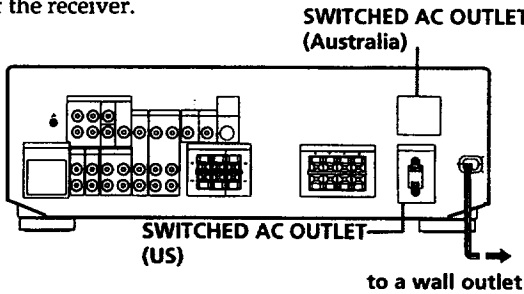 r the receiver.
SWITCHED AC OUTLET
(Australia)
SWITCHED AC OUTLET
(US)
to a wall outlet